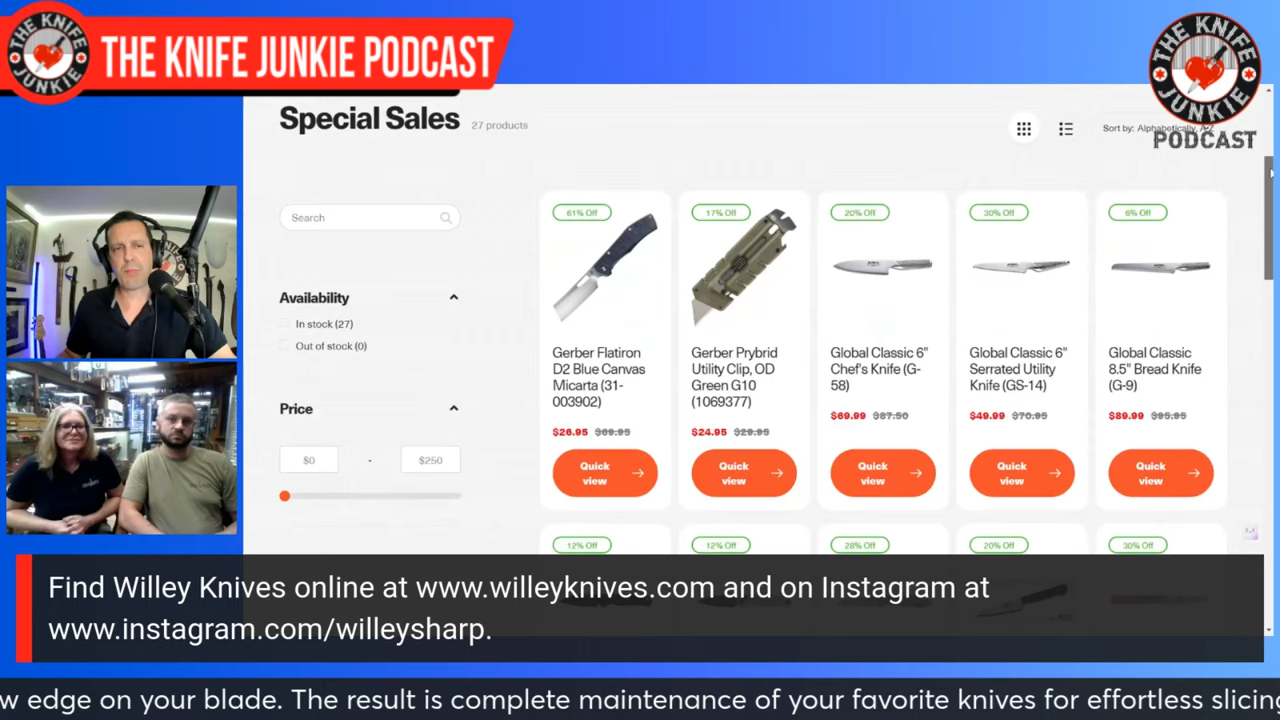 THE KNIFE JUNKIE
THE KNIFE JUNKIE PODCAST
THE KNIFE JUNKIE
PODCAST
Special Sales 27 products
Sort by: Alphabetically, A-Z
Search
Availability
In stock (27)
Out of stock (0)
Price
$0 - $250
61% Off
Gerber Flatiron
D2 Blue Canvas
Micarta (31-
003902)
$26.95 $69.95
Quick
view
17% Off
Gerber Prybrid
Utility Clip, OD
Green G10
(1069377)
$24.95 $29.95
Quick
view
20% Off
Global Classic 6"
Chef's Knife (G-
58)
$69.99 $87.50
Quick
view
30% Off
Global Classic 6"
Serrated Utility
Knife (GS-14)
$49.99 $70.95
Quick
view
6% Off
Global Classic
8.5" Bread Knife
(G-9)
$89.99 $95.95
Quick
view
12% Off
12% Off
28% Off
20% Off
30% Off
Find Willey Knives online at www.willeyknives.com and on Instagram at
www.instagram.com/willeysharp.
w edge on your blade. The result is complete maintenance of your favorite knives for effortless slicing